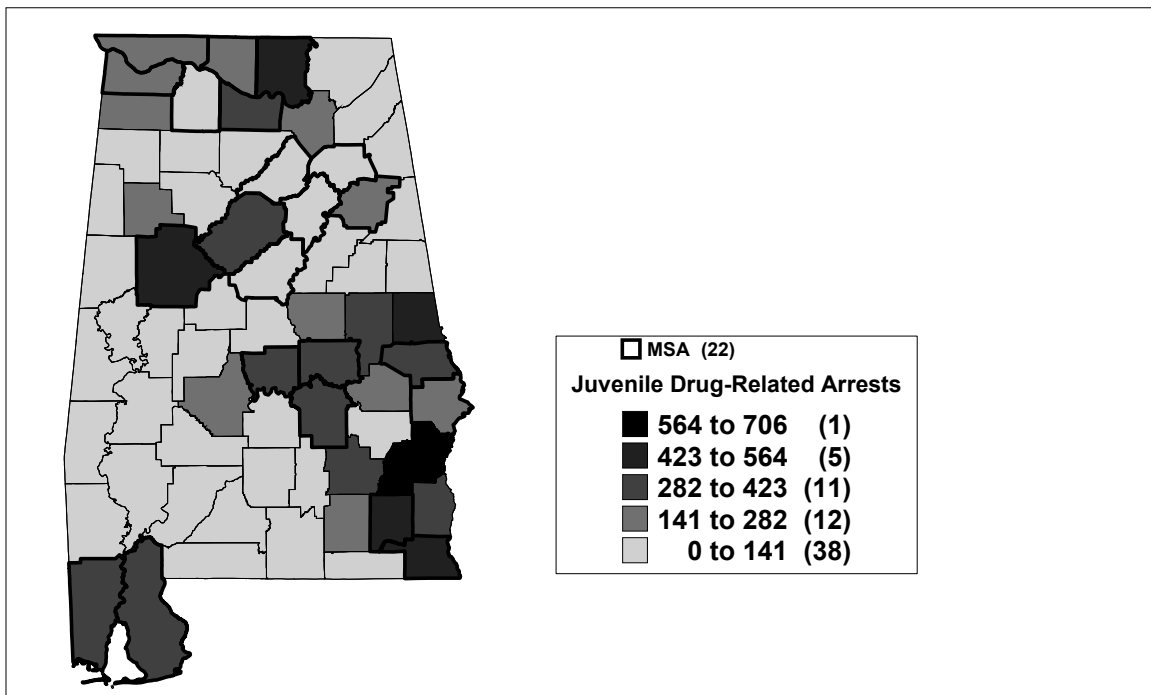 MSA (22)
Juvenile Drug-Related Arrests
564 to 706 (1)
423 to 564 (5)
282 to 423 (11)
141 to 282 (12)
0 to 141 (38)